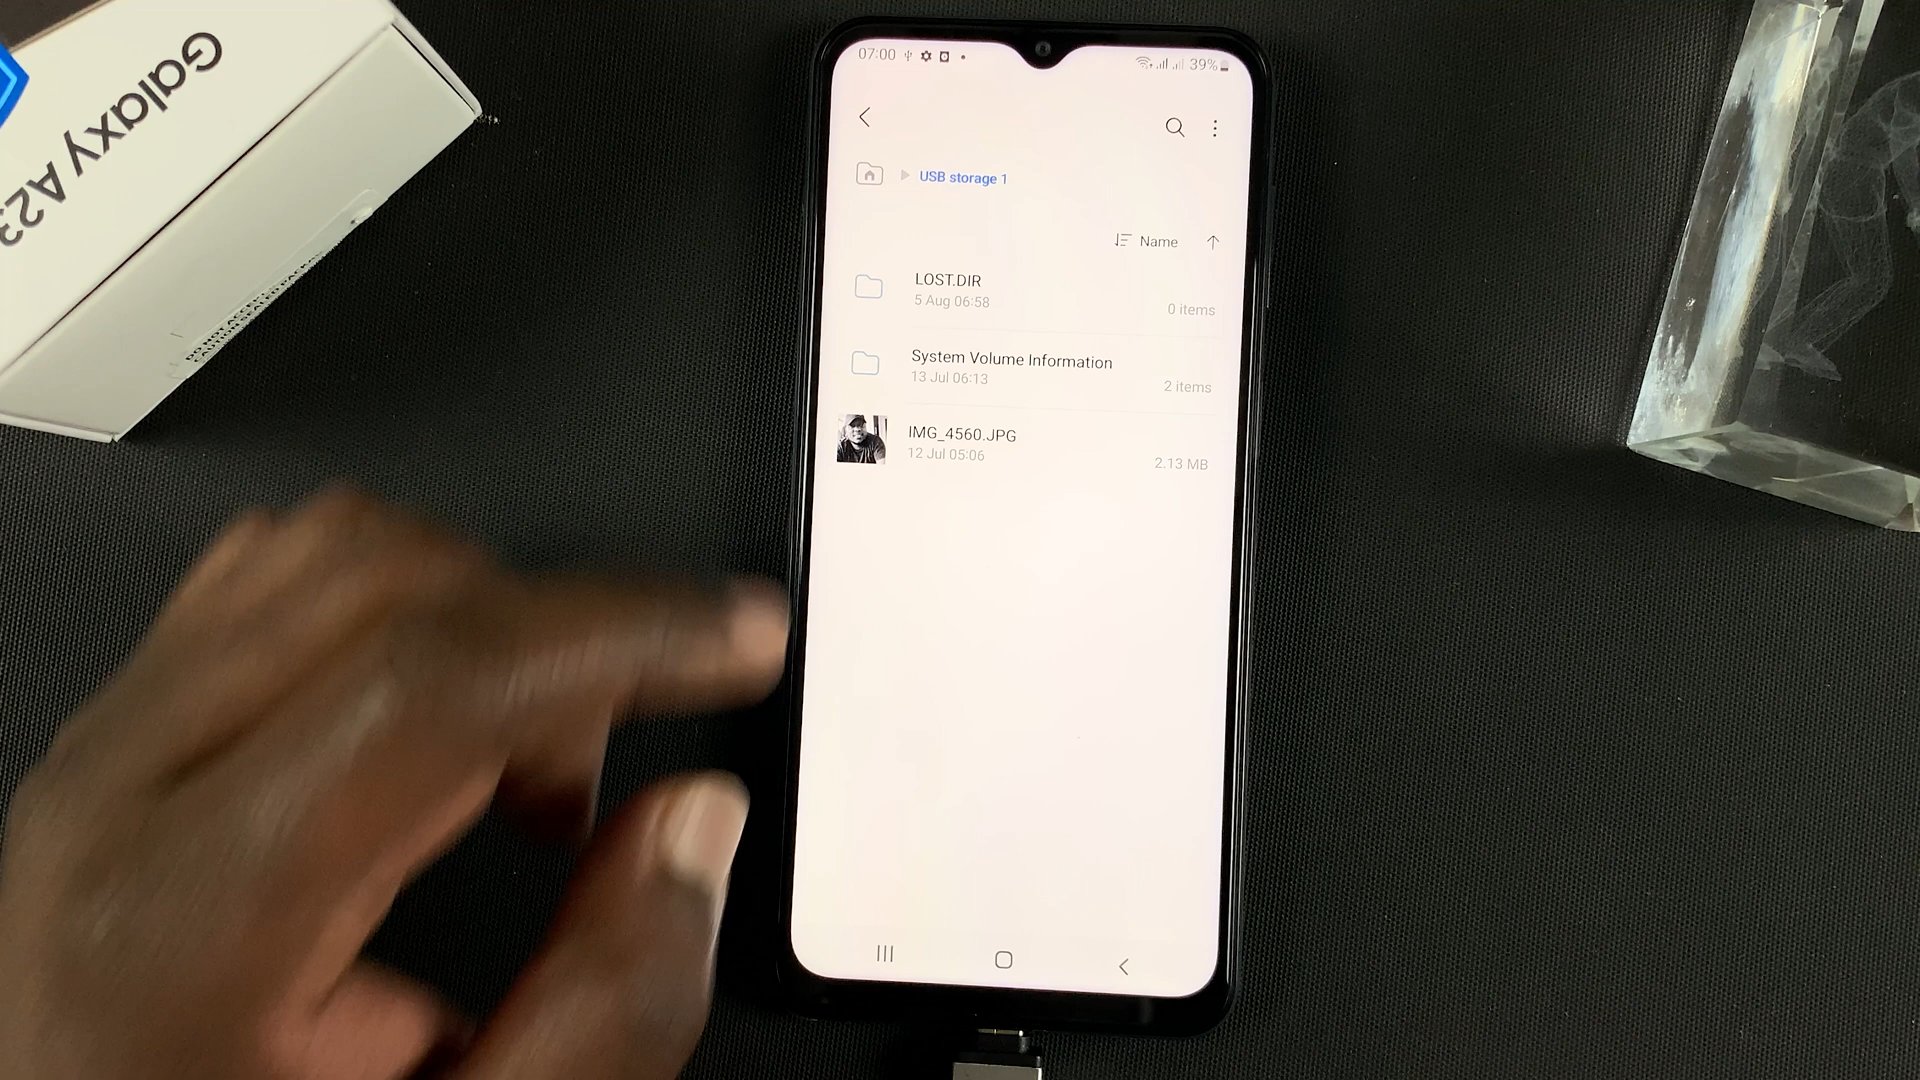 Galaxy A23
07:00
39%
USB storage 1
Name
LOST.DIR
5 Aug 06:58
0 items
System Volume Information
13 Jul 06:13
2 items
IMG_4560.JPG
12 Jul 05:06
2.13 MB